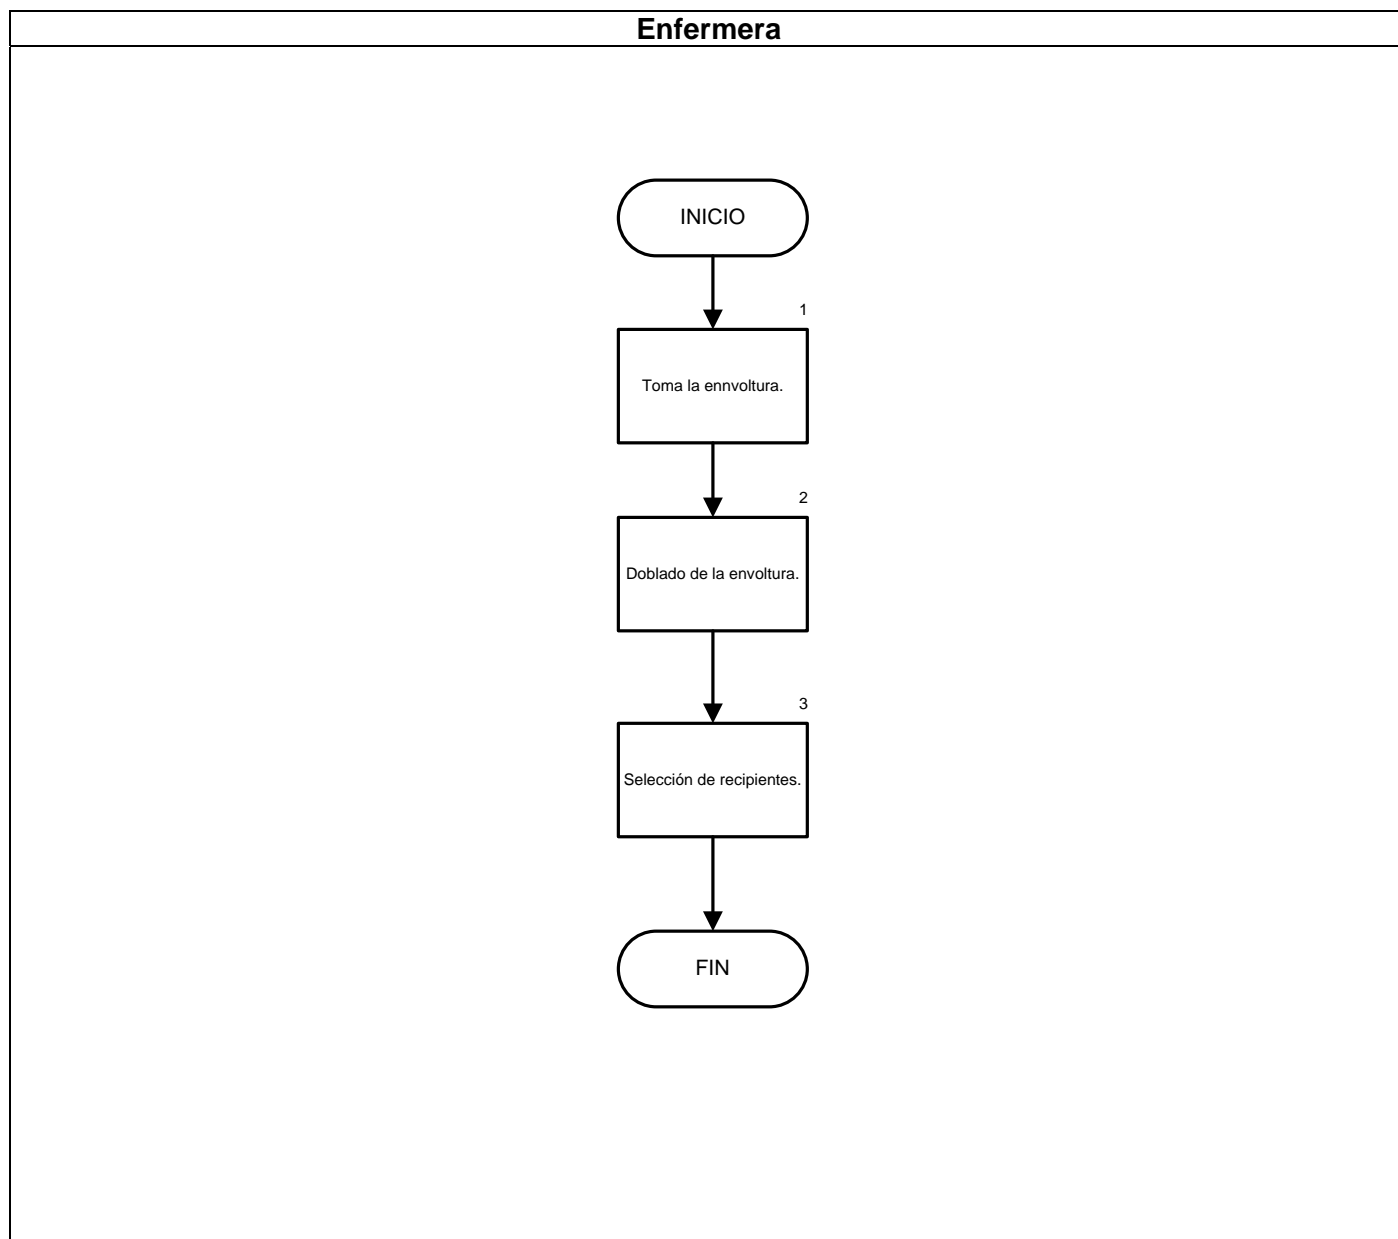 Enfermera
INICIO
1
Toma la ennvoltura.
2
Doblado de la envoltura.
3
Selección de recipientes.
FIN